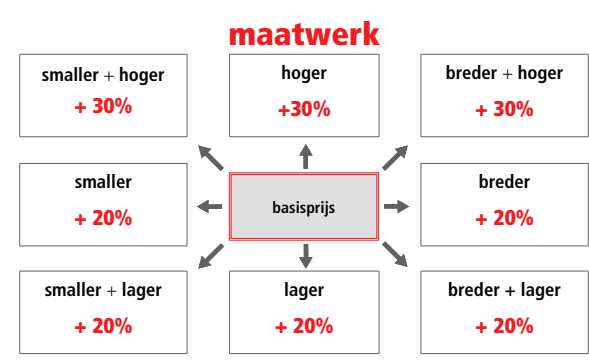 maatwerk
smaller + hoger
+ 30%
hoger
+30%
breder + hoger
+ 30%
smaller
+ 20%
basisprijs
breder
+ 20%
smaller + lager
+ 20%
lager
+ 20%
breder + lager
+ 20%